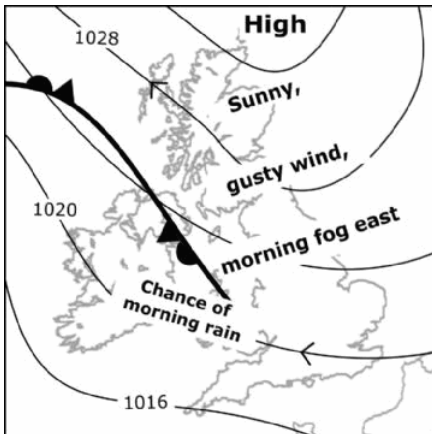 High
1028
Sunny,
gusty wind,
1020
morning fog east
Chance of
morning rain
1016